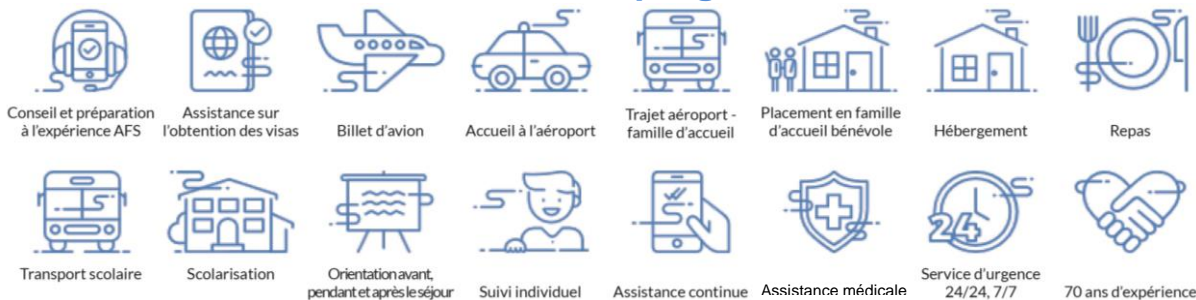 Conseil et préparation
à l'expérience AFS
Assistance sur
l'obtention des visas
Billet d'avion
Accueil à l'aéroport
Trajet aéroport -
famille d'accueil
Placement en famille
d'accueil bénévole
Hébergement
Repas
Transport scolaire
Scolarisation
Orientation avant,
pendant et après le séjour
Suivi individuel
Assistance continue
Assistance médicale
24
Service d'urgence
24/24, 7/7
70 ans d'expérience